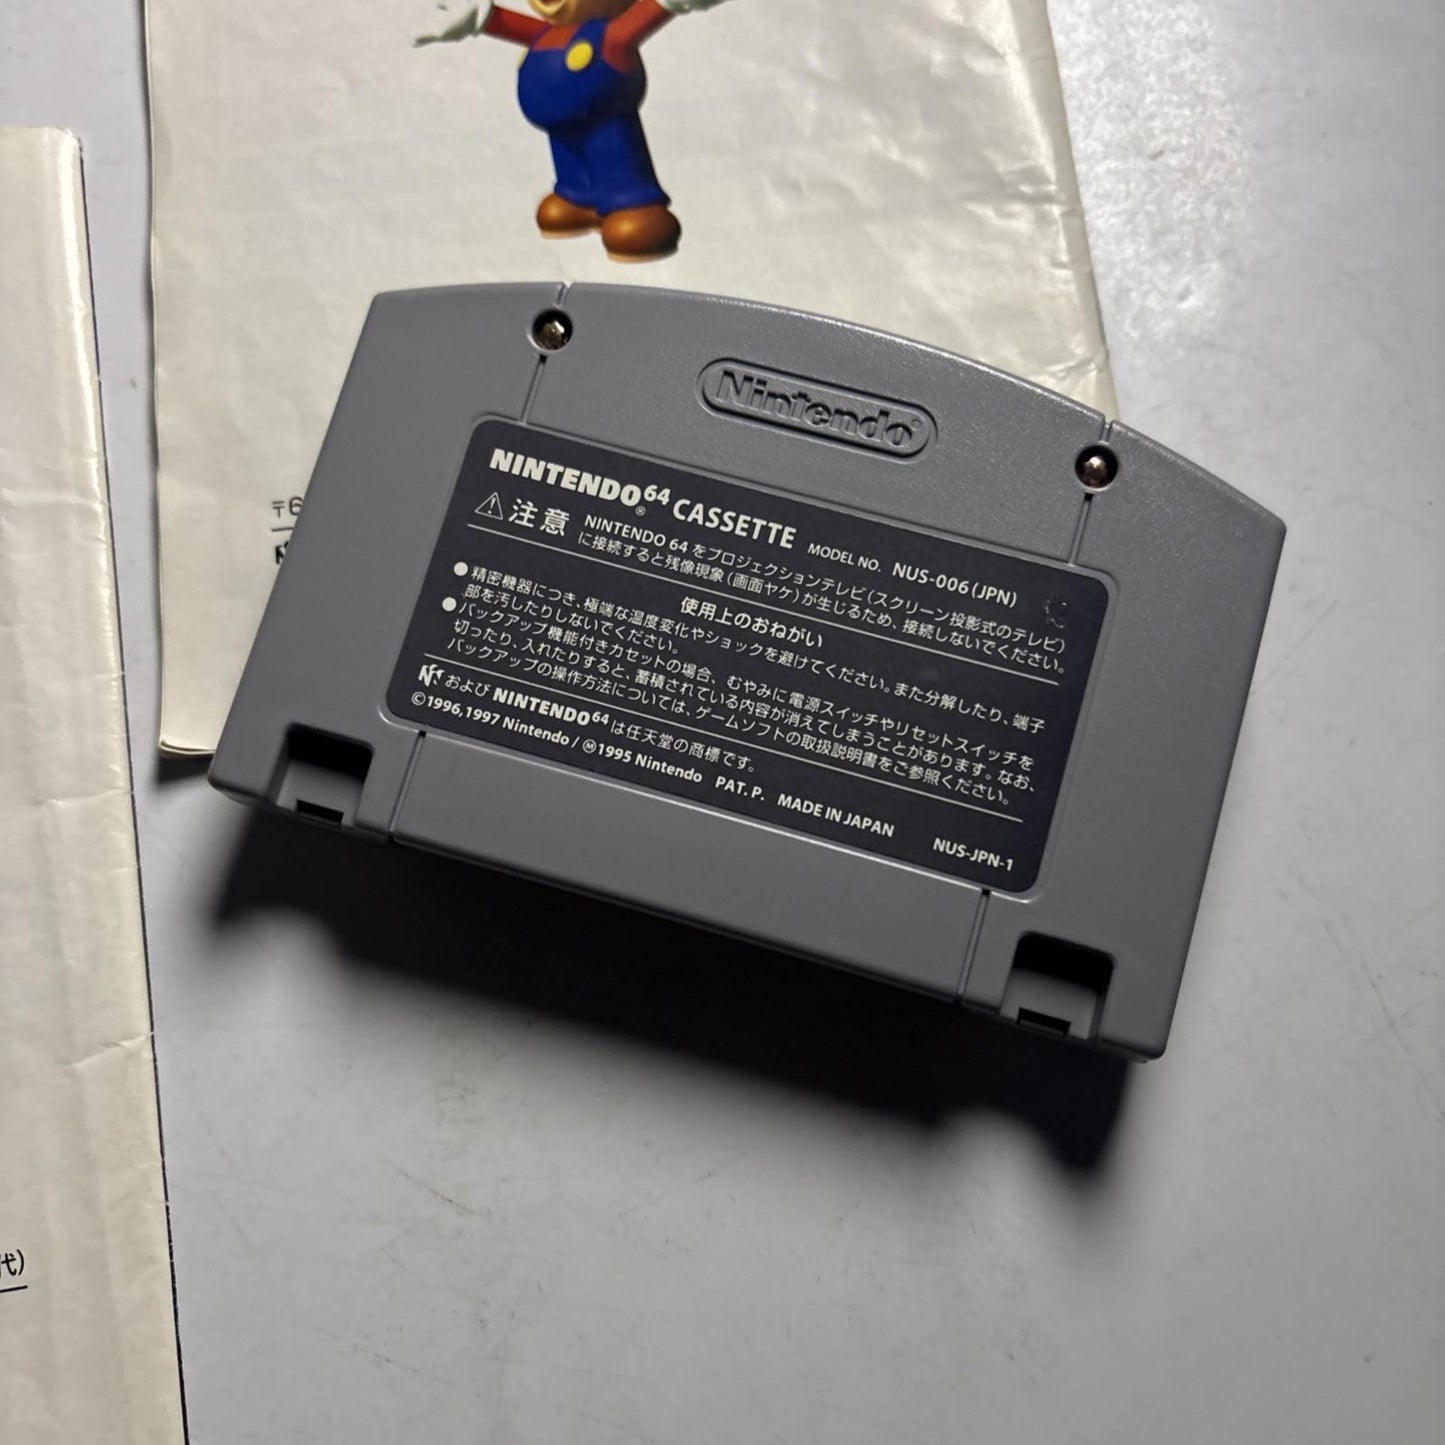 Nintendo
NINTENDO64® CASSETTE MODEL NO. NUS-006(JPN)
⚠注意 NINTENDO 64 をプロジェクションテレビ(スクリーン投影式のテレビ)
に接続すると残像現象(画面ヤケ)が生じるため、接続しないでください。
使用上のおねがい
●精密機器につき、極端な温度変化やショックを避けてください。また分解したり、端子
部を汚したりしないでください。
●バックアップ機能付きカセットの場合、むやみに電源スイッチやリセットスイッチを
切ったり、入れたりすると、蓄積されている内容が消えてしまうことがあります。なお、
バックアップの操作方法については、ゲームソフトの取扱説明書をご参照ください。
および NINTENDO64 は任天堂の商標です。
©1996,1997 Nintendo / Ⓜ1995 Nintendo PAT. P. MADE IN JAPAN NUS-JPN-1
〒6
N
代)